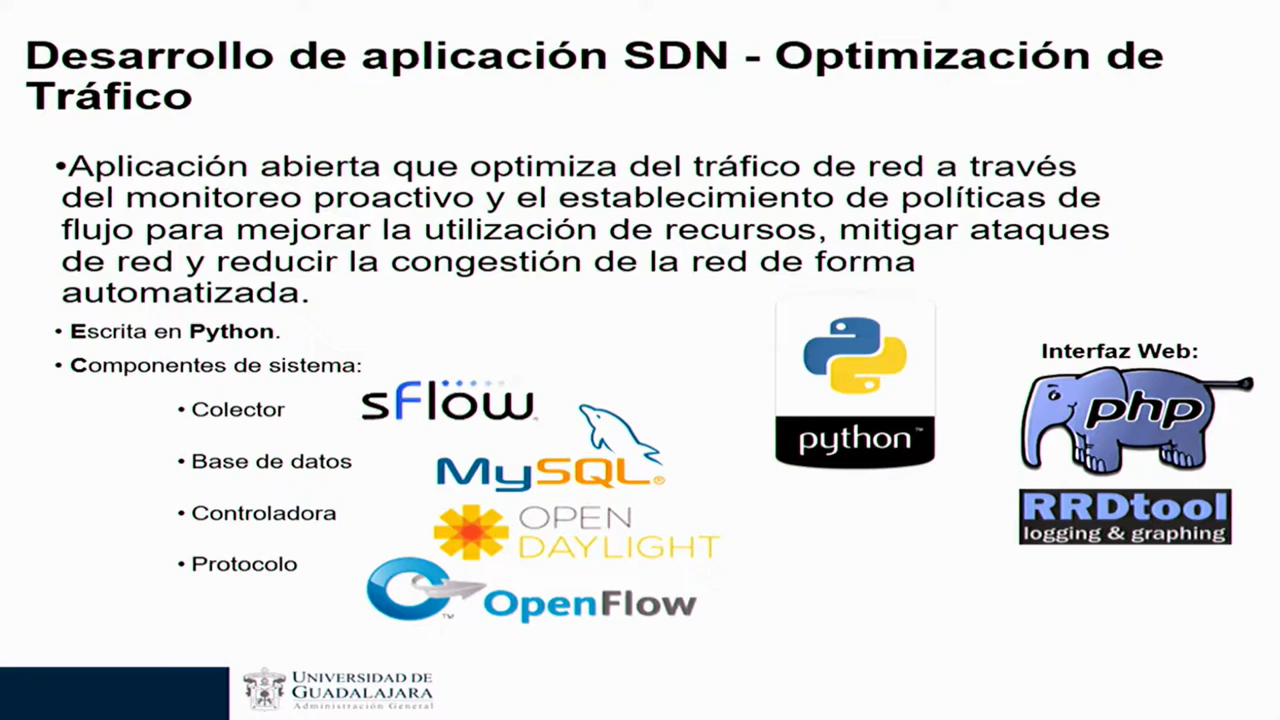 Desarrollo de aplicación SDN - Optimización de
Tráfico
•Aplicación abierta que optimiza del tráfico de red a través
del monitoreo proactivo y el establecimiento de políticas de
flujo para mejorar la utilización de recursos, mitigar ataques
de red y reducir la congestión de la red de forma
automatizada.
• Escrita en Python.
• Componentes de sistema:
• Colector
sFlow
• Base de datos
MySQL®
• Controladora
OPEN
DAYLIGHT
• Protocolo
OpenFlow
python™
Interfaz Web:
php
RRDtool
logging & graphing
UNIVERSIDAD DE
GUADALAJARA
Administración General